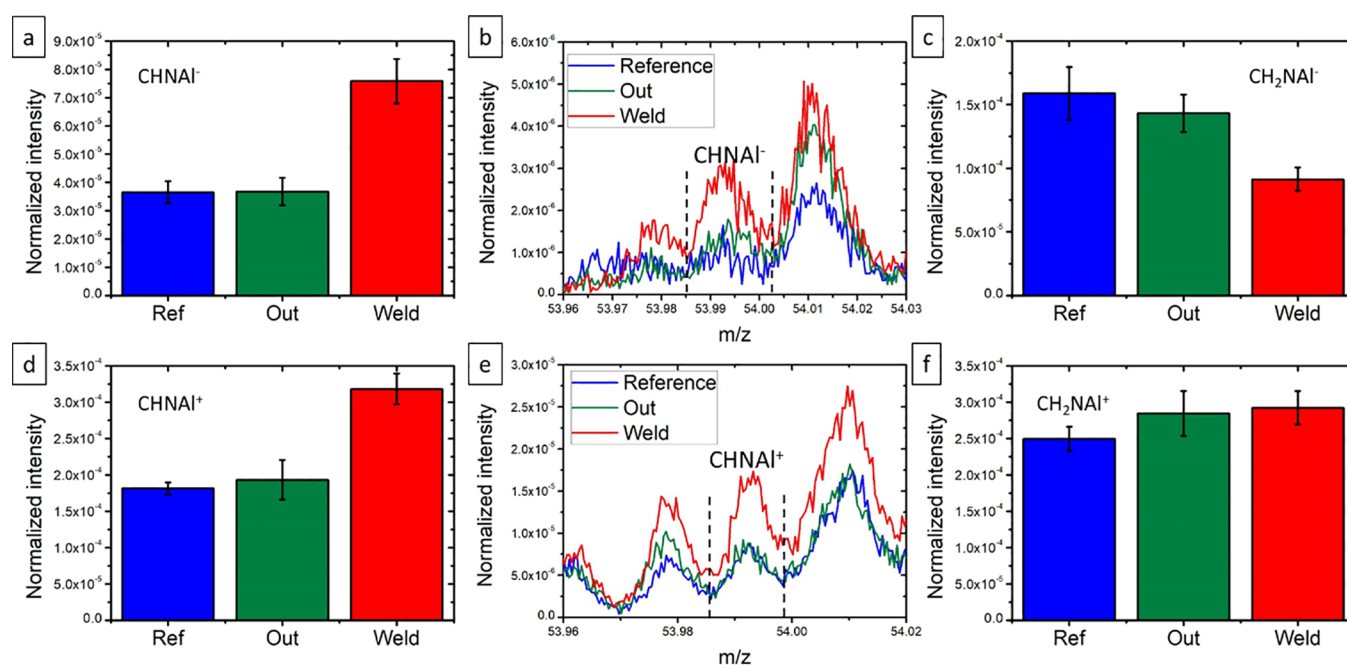 a
Normalized intensity
9.0x10⁻⁵
8.0x10⁻⁵
7.0x10⁻⁵
6.0x10⁻⁵
5.0x10⁻⁵
4.0x10⁻⁵
3.0x10⁻⁵
2.0x10⁻⁵
1.0x10⁻⁵
0.0
CHNAl⁻
Ref Out Weld
b
Normalized intensity
6.0x10⁻⁶
5.0x10⁻⁶
4.0x10⁻⁶
3.0x10⁻⁶
2.0x10⁻⁶
1.0x10⁻⁶
0.0
Reference
Out
Weld
CHNAl⁻
53.96 53.97 53.98 53.99 54.00 54.01 54.02 54.03
m/z
c
Normalized intensity
2.0x10⁻⁴
1.5x10⁻⁴
1.0x10⁻⁴
5.0x10⁻⁵
0.0
CH₂NAl⁻
Ref Out Weld
d
Normalized intensity
3.5x10⁻⁴
3.0x10⁻⁴
2.5x10⁻⁴
2.0x10⁻⁴
1.5x10⁻⁴
1.0x10⁻⁴
5.0x10⁻⁵
0.0
CHNAl⁺
Ref Out Weld
e
Normalized intensity
3.0x10⁻⁵
2.5x10⁻⁵
2.0x10⁻⁵
1.5x10⁻⁵
1.0x10⁻⁵
5.0x10⁻⁶
0.0
Reference
Out
Weld
CHNAl⁺
53.96 53.98 54.00 54.02
m/z
f
Normalized intensity
3.5x10⁻⁴
3.0x10⁻⁴
2.5x10⁻⁴
2.0x10⁻⁴
1.5x10⁻⁴
1.0x10⁻⁴
5.0x10⁻⁵
0.0
CH₂NAl⁺
Ref Out Weld